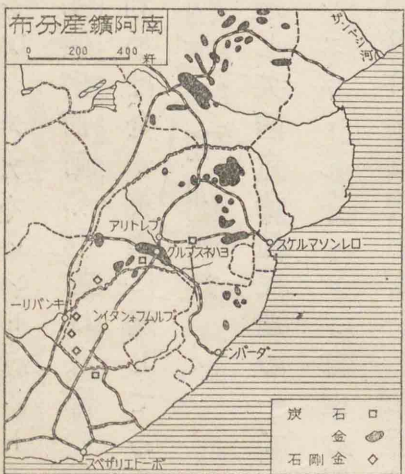 南阿鑛産分布
0 200 400 粁
プレトリア
ヨハネスブルグ
ロレンソマルケス
キンバリー
ブルムフォンタイン
ダーバン
ポートエリザベス
石炭
金
金剛石